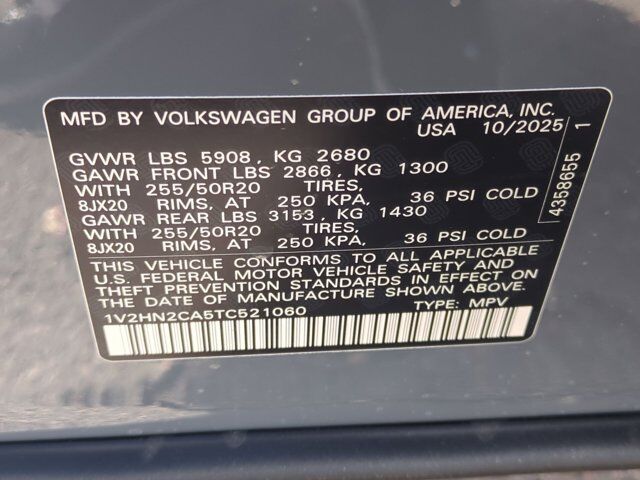 MFD BY VOLKSWAGEN GROUP OF AMERICA, INC.
USA 10/2025
GVWR LBS 5908, KG 2680
GAWR FRONT LBS 2866, KG 1300
WITH 255/50R20 TIRES,
8JX20 RIMS, AT 250 KPA, 36 PSI COLD
GAWR REAR LBS 3153, KG 1430
WITH 255/50R20 TIRES,
8JX20 RIMS, AT 250 KPA, 36 PSI COLD
THIS VEHICLE CONFORMS TO ALL APPLICABLE
U.S. FEDERAL MOTOR VEHICLE SAFETY AND
THEFT PREVENTION STANDARDS IN EFFECT ON
THE DATE OF MANUFACTURE SHOWN ABOVE.
1V2HN2CA5TC521060 TYPE: MPV
4358655 1